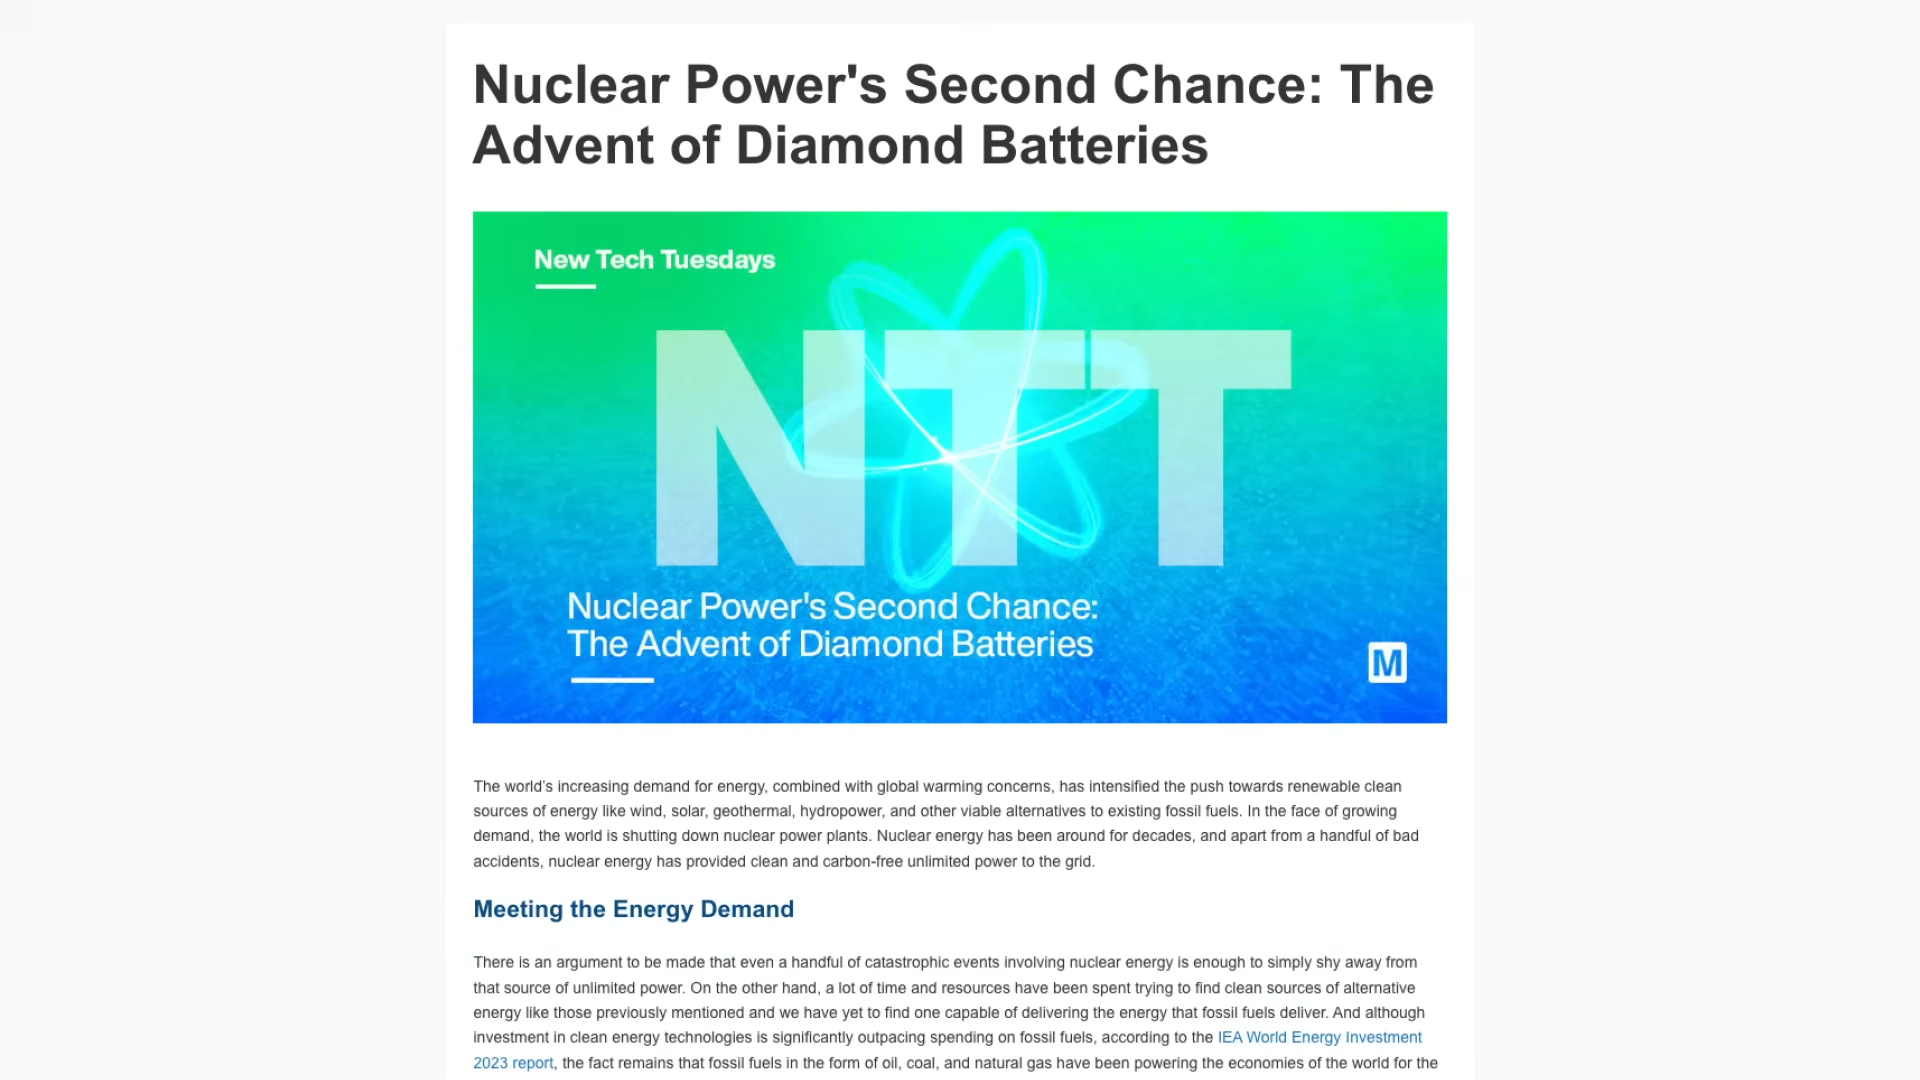 Nuclear Power's Second Chance: The
Advent of Diamond Batteries
New Tech Tuesdays
NTT
Nuclear Power's Second Chance:
The Advent of Diamond Batteries
M
The world’s increasing demand for energy, combined with global warming concerns, has intensified the push towards renewable clean
sources of energy like wind, solar, geothermal, hydropower, and other viable alternatives to existing fossil fuels. In the face of growing
demand, the world is shutting down nuclear power plants. Nuclear energy has been around for decades, and apart from a handful of bad
accidents, nuclear energy has provided clean and carbon-free unlimited power to the grid.
Meeting the Energy Demand
There is an argument to be made that even a handful of catastrophic events involving nuclear energy is enough to simply shy away from
that source of unlimited power. On the other hand, a lot of time and resources have been spent trying to find clean sources of alternative
energy like those previously mentioned and we have yet to find one capable of delivering the energy that fossil fuels deliver. And although
investment in clean energy technologies is significantly outpacing spending on fossil fuels, according to the IEA World Energy Investment
2023 report, the fact remains that fossil fuels in the form of oil, coal, and natural gas have been powering the economies of the world for the